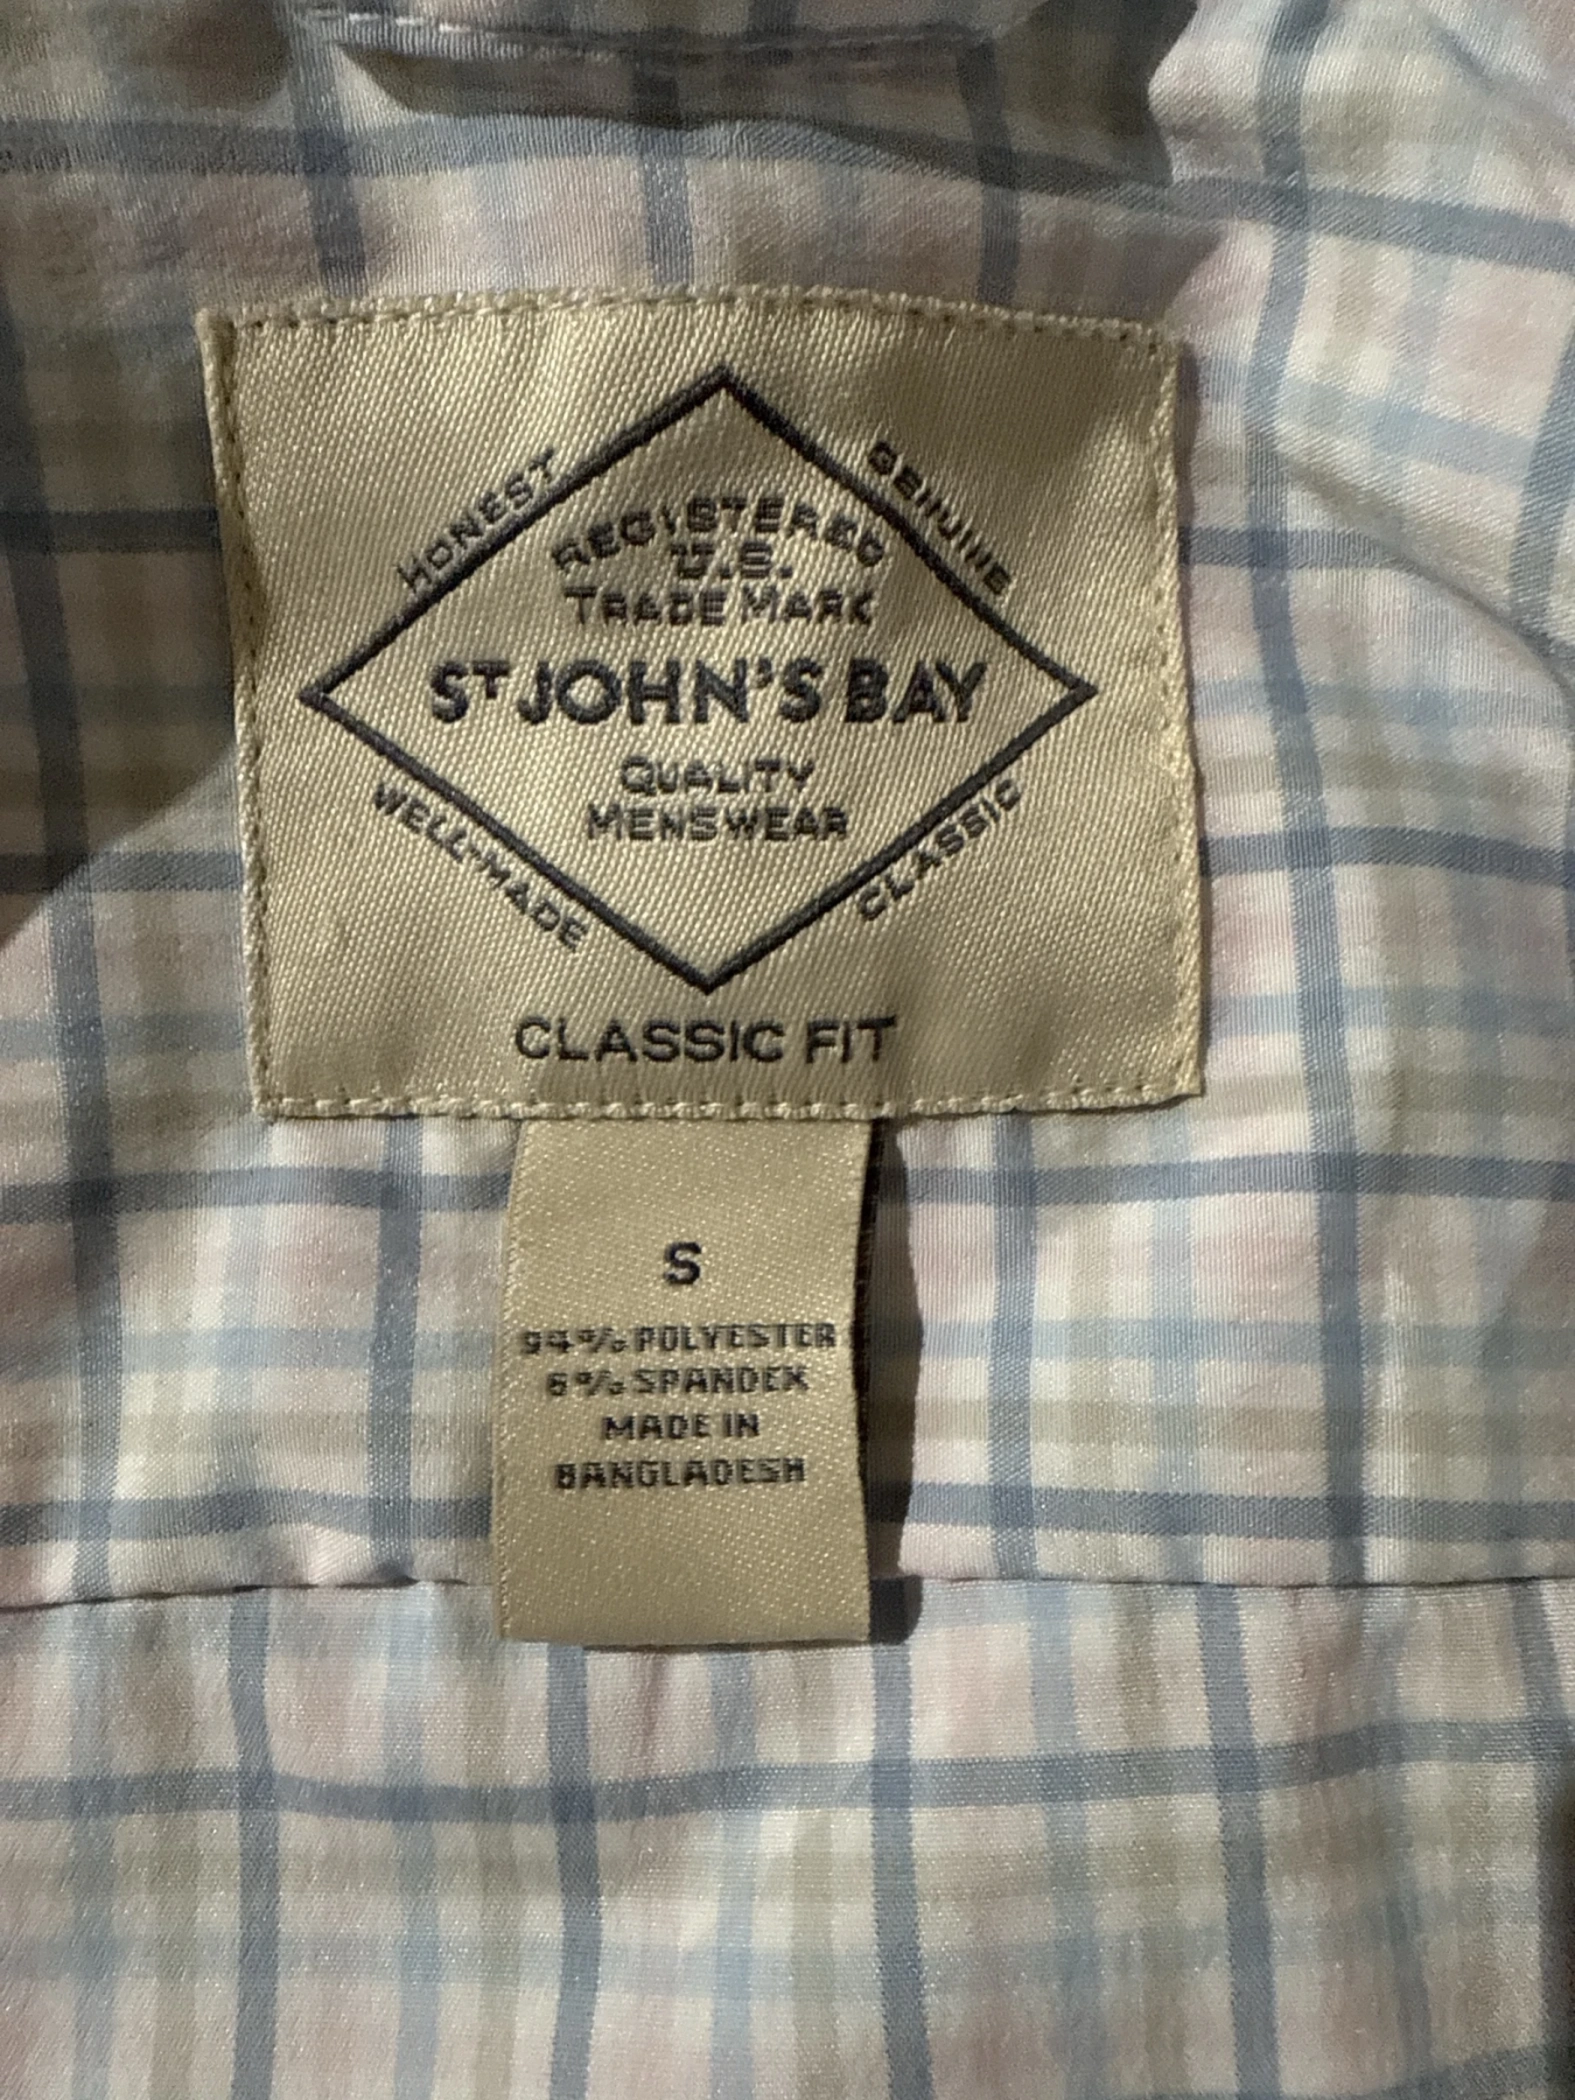 HONEST
GENUINE
REGISTERED
U.S.
TRADE MARK
ST JOHN'S BAY
QUALITY
MENSWEAR
WELL-MADE
CLASSIC
CLASSIC FIT
S
94% POLYESTER
6% SPANDEX
MADE IN
BANGLADESH